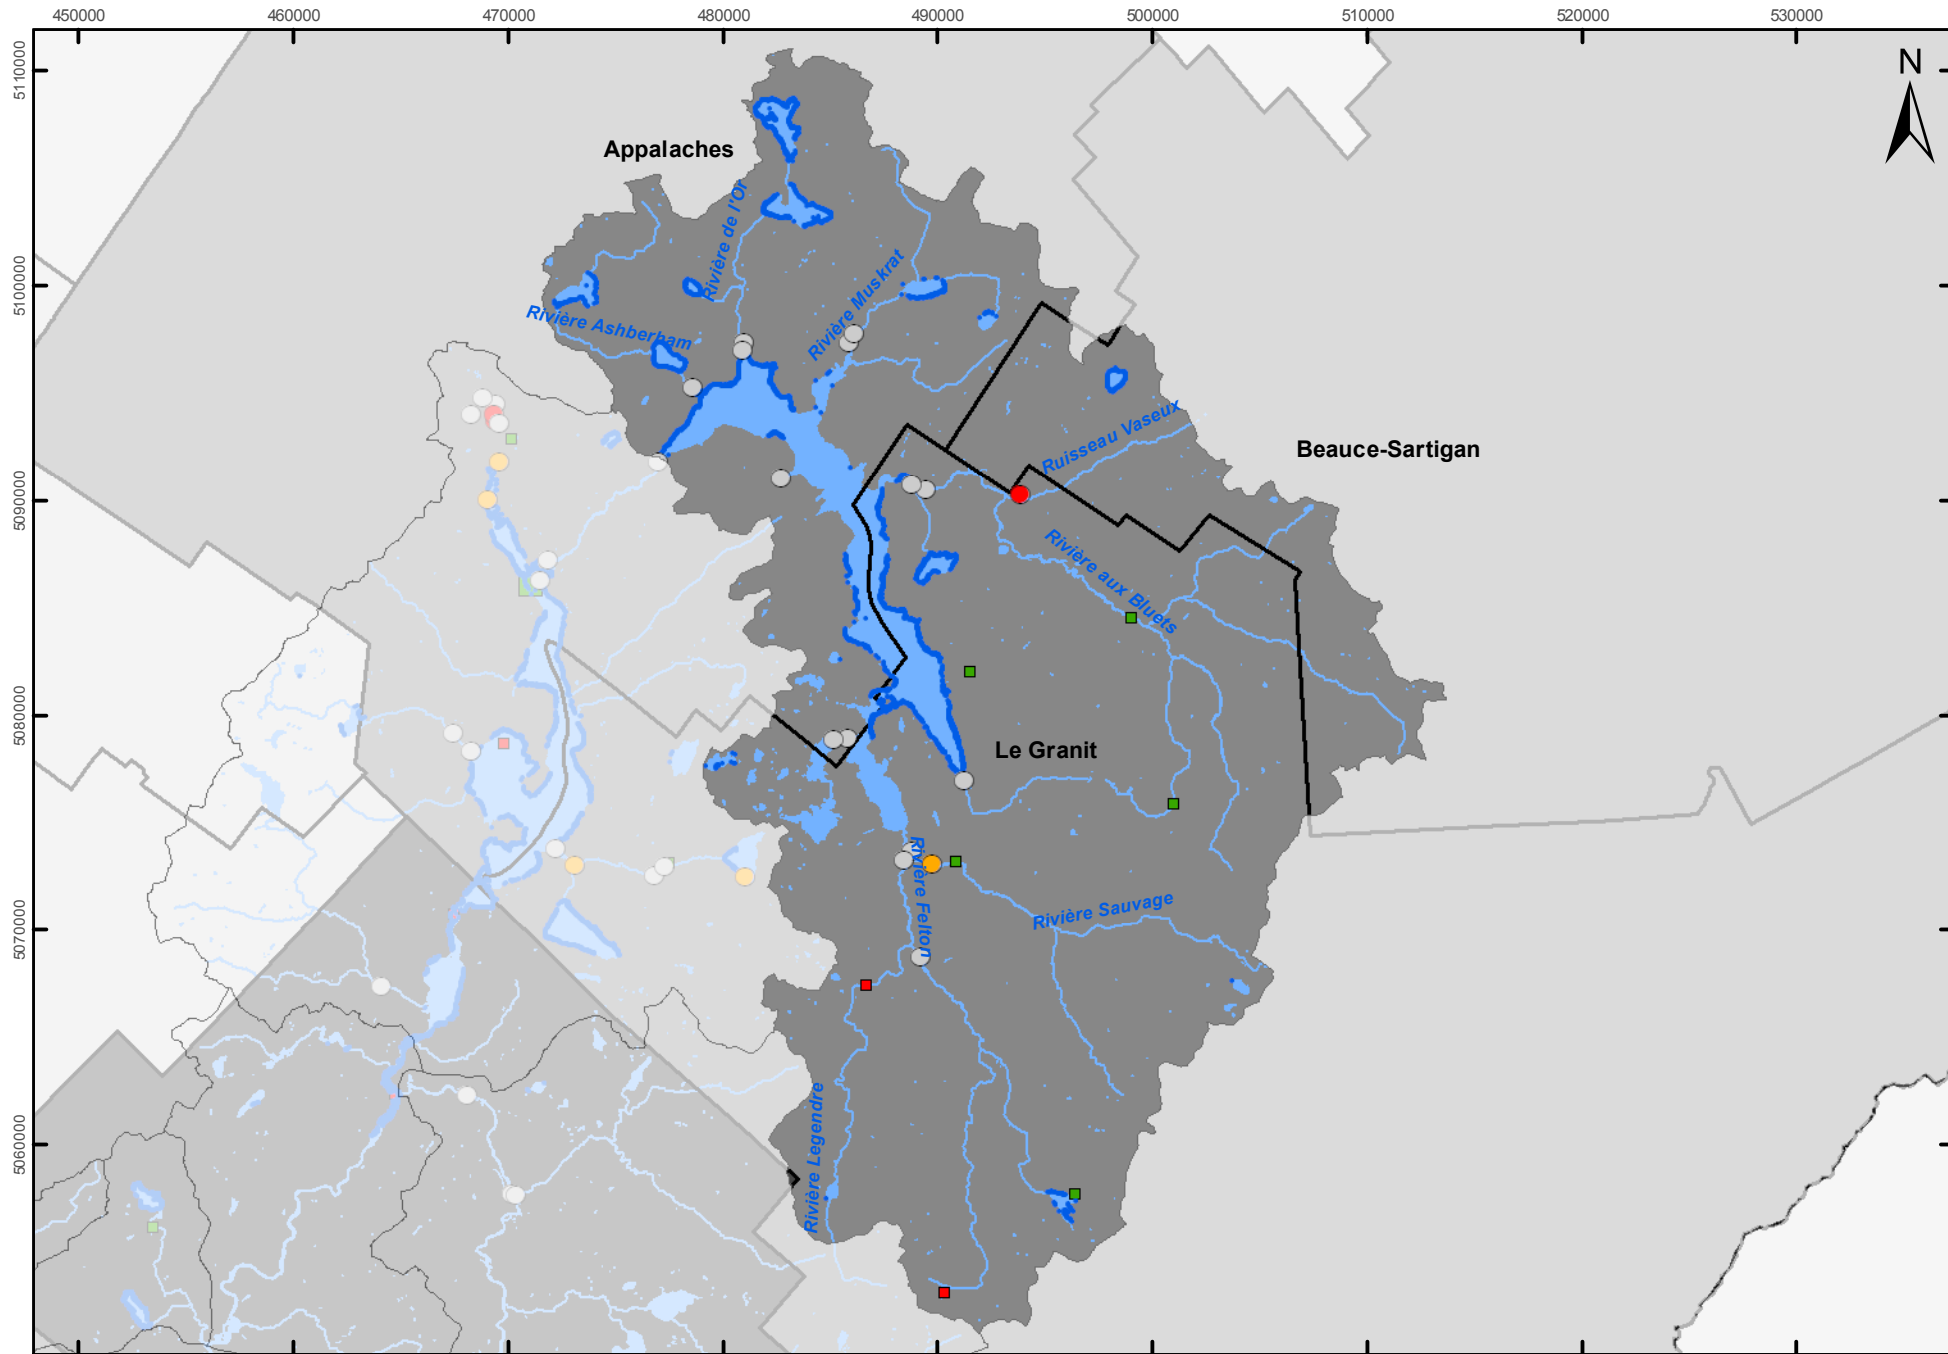 450000 460000 470000 480000 490000 500000 510000 520000 530000
5110000
N
Appalaches
Rivière de l'Or
Rivière Muskrat
5100000
Rivière Ashberham
Ruisseau Vaseux
Beauce-Sartigan
5090000
Rivière aux Bluets
5080000
Le Granit
Rivière Felton
Rivière Sauvage
5070000
Rivière Legendre
5060000